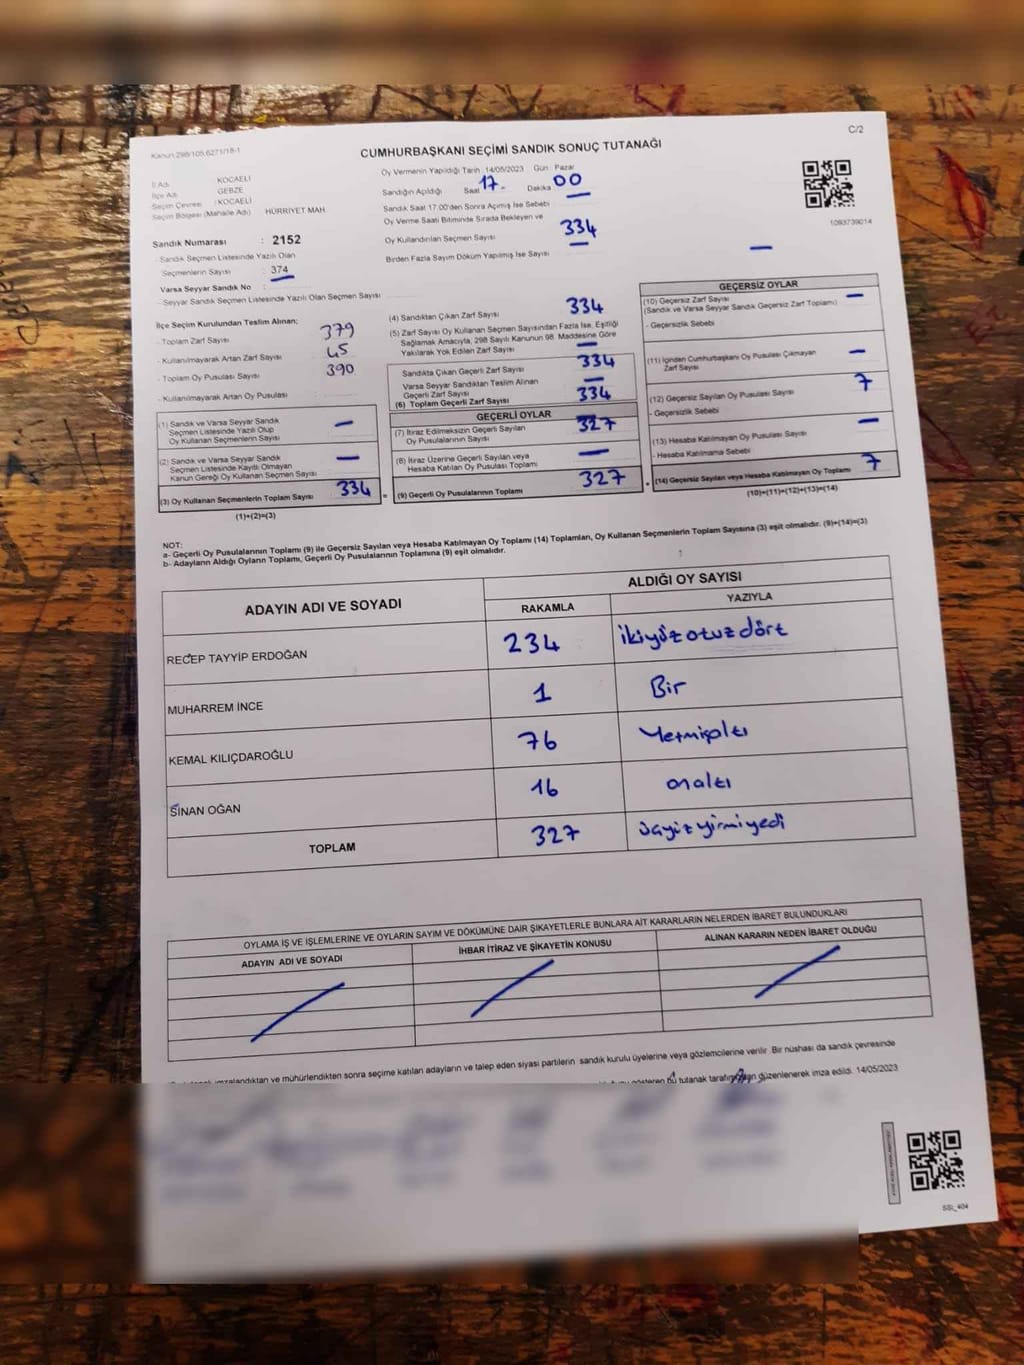 Kanun 298/105,6271/18-1
C/2
CUMHURBAŞKANI SEÇİMİ SANDIK SONUÇ TUTANAĞI
İl Adı : KOCAELİ
İlçe Adı : GEBZE
Seçim Çevresi : KOCAELİ
Seçim Bölgesi (Mahalle Adı) HÜRRİYET MAH.
Sandık Numarası : 2152
- Sandık Seçmen Listesinde Yazılı Olan
Seçmenlerin Sayısı : 374
Varsa Seyyar Sandık No :
- Seyyar Sandık Seçmen Listesinde Yazılı Olan Seçmen Sayısı
Oy Vermenin Yapıldığı Tarih : 14/05/2023 Gün : Pazar
Sandığın Açıldığı Saat 17.- Dakika 00
Sandık Saat 17.00'den Sonra Açılmış İse Sebebi —
Oy Verme Saati Bitiminde Sırada Bekleyen ve
Oy Kullandırılan Seçmen Sayısı 334
Birden Fazla Sayım Döküm Yapılmış İse Sayısı —
1093739014
—
İlçe Seçim Kurulundan Teslim Alınan;
- Toplam Zarf Sayısı 379
- Kullanılmayarak Artan Zarf Sayısı 45
- Toplam Oy Pusulası Sayısı 390
- Kullanılmayarak Artan Oy Pusulası
(1) Sandık ve Varsa Seyyar Sandık
Seçmen Listesinde Yazılı Olup
Oy Kullanan Seçmenlerin Sayısı —
(2) Sandık ve Varsa Seyyar Sandık
Seçmen Listesinde Kayıtlı Olmayan
Kanun Gereği Oy Kullanan Seçmen Sayısı —
(3) Oy Kullanan Seçmenlerin Toplam Sayısı 334 =
(1)+(2)=(3)
(4) Sandıktan Çıkan Zarf Sayısı 334
(5) Zarf Sayısı Oy Kullanan Seçmen Sayısından Fazla İse, Eşitliği
Sağlamak Amacıyla, 298 Sayılı Kanunun 98. Maddesine Göre
Yakılarak Yok Edilen Zarf Sayısı —
Sandıkta Çıkan Geçerli Zarf Sayısı 334
Varsa Seyyar Sandıktan Teslim Alınan
Geçerli Zarf Sayısı —
(6) Toplam Geçerli Zarf Sayısı 334
GEÇERLİ OYLAR
(7) İtiraz Edilmeksizin Geçerli Sayılan
Oy Pusulalarının Sayısı 327
(8) İtiraz Üzerine Geçerli Sayılan veya
Hesaba Katılan Oy Pusulası Toplamı —
(9) Geçerli Oy Pusulalarının Toplamı 327 +
GEÇERSİZ OYLAR
(10) Geçersiz Zarf Sayısı —
(Sandık ve Varsa Seyyar Sandık Geçersiz Zarf Toplamı)
- Geçersizlik Sebebi
(11) İçinden Cumhurbaşkanı Oy Pusulası Çıkmayan
Zarf Sayısı —
(12) Geçersiz Sayılan Oy Pusulası Sayısı 7
- Geçersizlik Sebebi
(13) Hesaba Katılmayan Oy Pusulası Sayısı —
- Hesaba Katılmama Sebebi
(14) Geçersiz Sayılan veya Hesaba Katılmayan Oy Toplamı 7
(10)+(11)+(12)+(13)=(14)
NOT:
a- Geçerli Oy Pusulalarının Toplamı (9) ile Geçersiz Sayılan veya Hesaba Katılmayan Oy Toplamı (14) Toplamları, Oy Kullanan Seçmenlerin Toplam Sayısına (3) eşit olmalıdır. (9)+(14)=(3)
b- Adayların Aldığı Oyların Toplamı, Geçerli Oy Pusulalarının Toplamına (9) eşit olmalıdır.
ADAYIN ADI VE SOYADI ALDIĞI OY SAYISI
RAKAMLA YAZIYLA
RECEP TAYYİP ERDOĞAN 234 ikiyüzotuzdört
MUHARREM İNCE 1 Bir
KEMAL KILIÇDAROĞLU 76 Yetmişaltı
SİNAN OĞAN 16 onaltı
TOPLAM 327 üçyüzyirmiyedi
OYLAMA İŞ VE İŞLEMLERİNE VE OYLARIN SAYIM VE DÖKÜMÜNE DAİR ŞİKAYETLERLE BUNLARA AİT KARARLARIN NELERDEN İBARET BULUNDUKLARI
ADAYIN ADI VE SOYADI İHBAR İTİRAZ VE ŞİKAYETİN KONUSU ALINAN KARARIN NEDEN İBARET OLDUĞU
imzalandıktan ve mühürlendikten sonra seçime katılan adayların ve talep eden siyasi partilerin sandık kurulu üyelerine veya gözlemcilerine verilir. Bir nüshası da sandık çevresinde
gösteren bu tutanak tarafımızdan düzenlenerek imza edildi. 14/05/2023
SSL_404